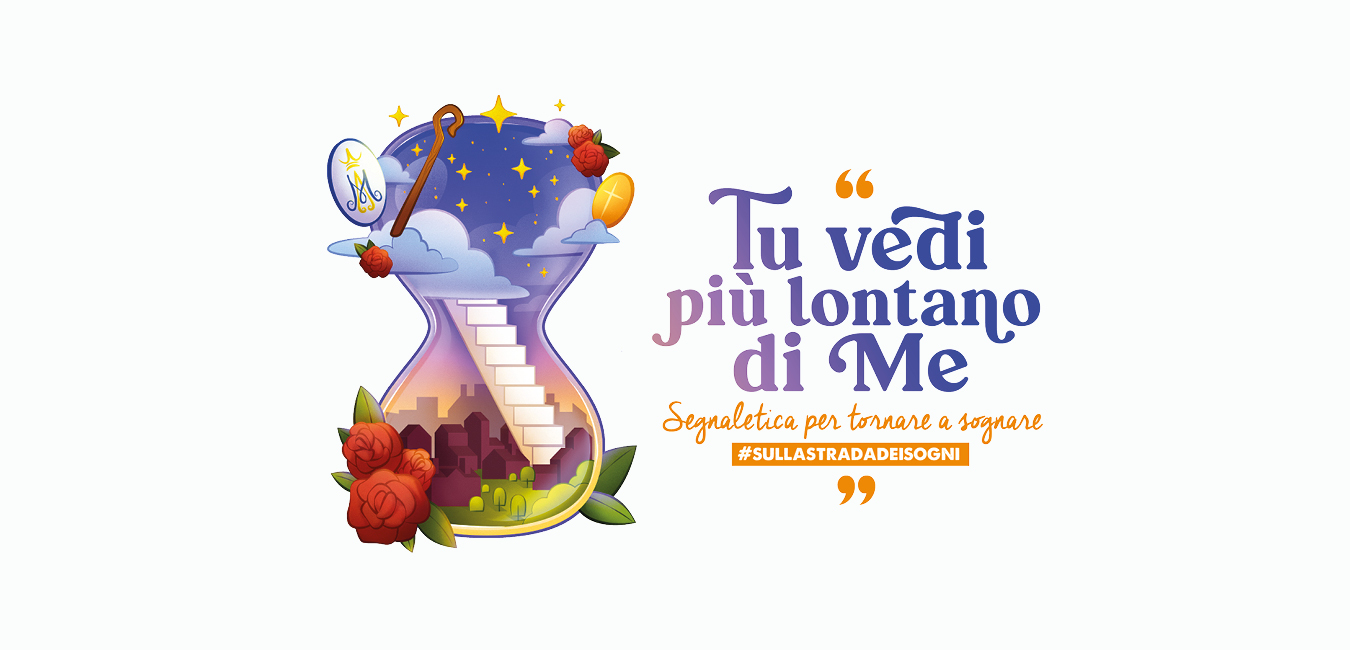 “
Tu vedi
più lontano
di Me
Segnaletica per tornare a sognare
#SULLASTRADADEISOGNI
”